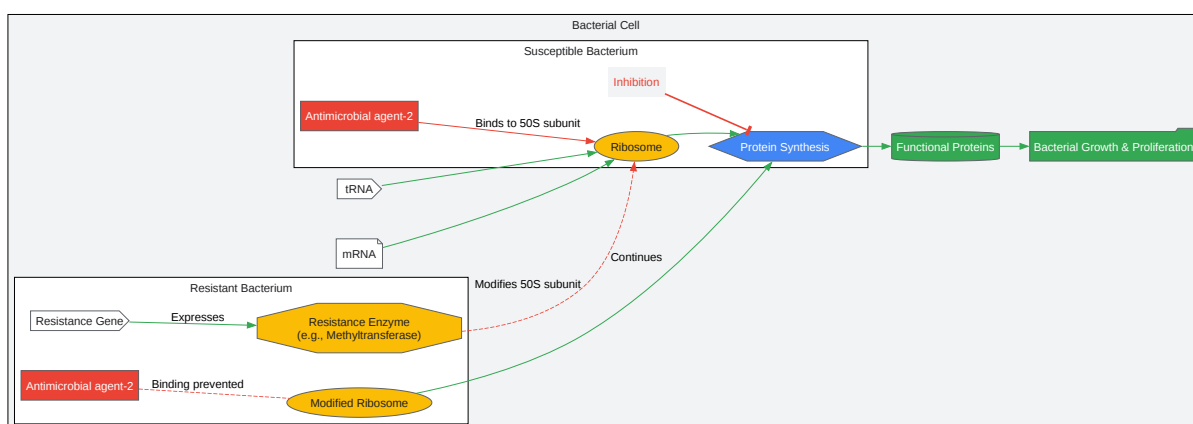 Bacterial Cell
Susceptible Bacterium
Inhibition
Antimicrobial agent-2
Binds to 50S subunit
Ribosome
Protein Synthesis
Functional Proteins
Bacterial Growth & Proliferation
tRNA
mRNA
Continues
Modifies 50S subunit
Resistant Bacterium
Resistance Gene
Expresses
Resistance Enzyme
(e.g., Methyltransferase)
Antimicrobial agent-2
Binding prevented
Modified Ribosome